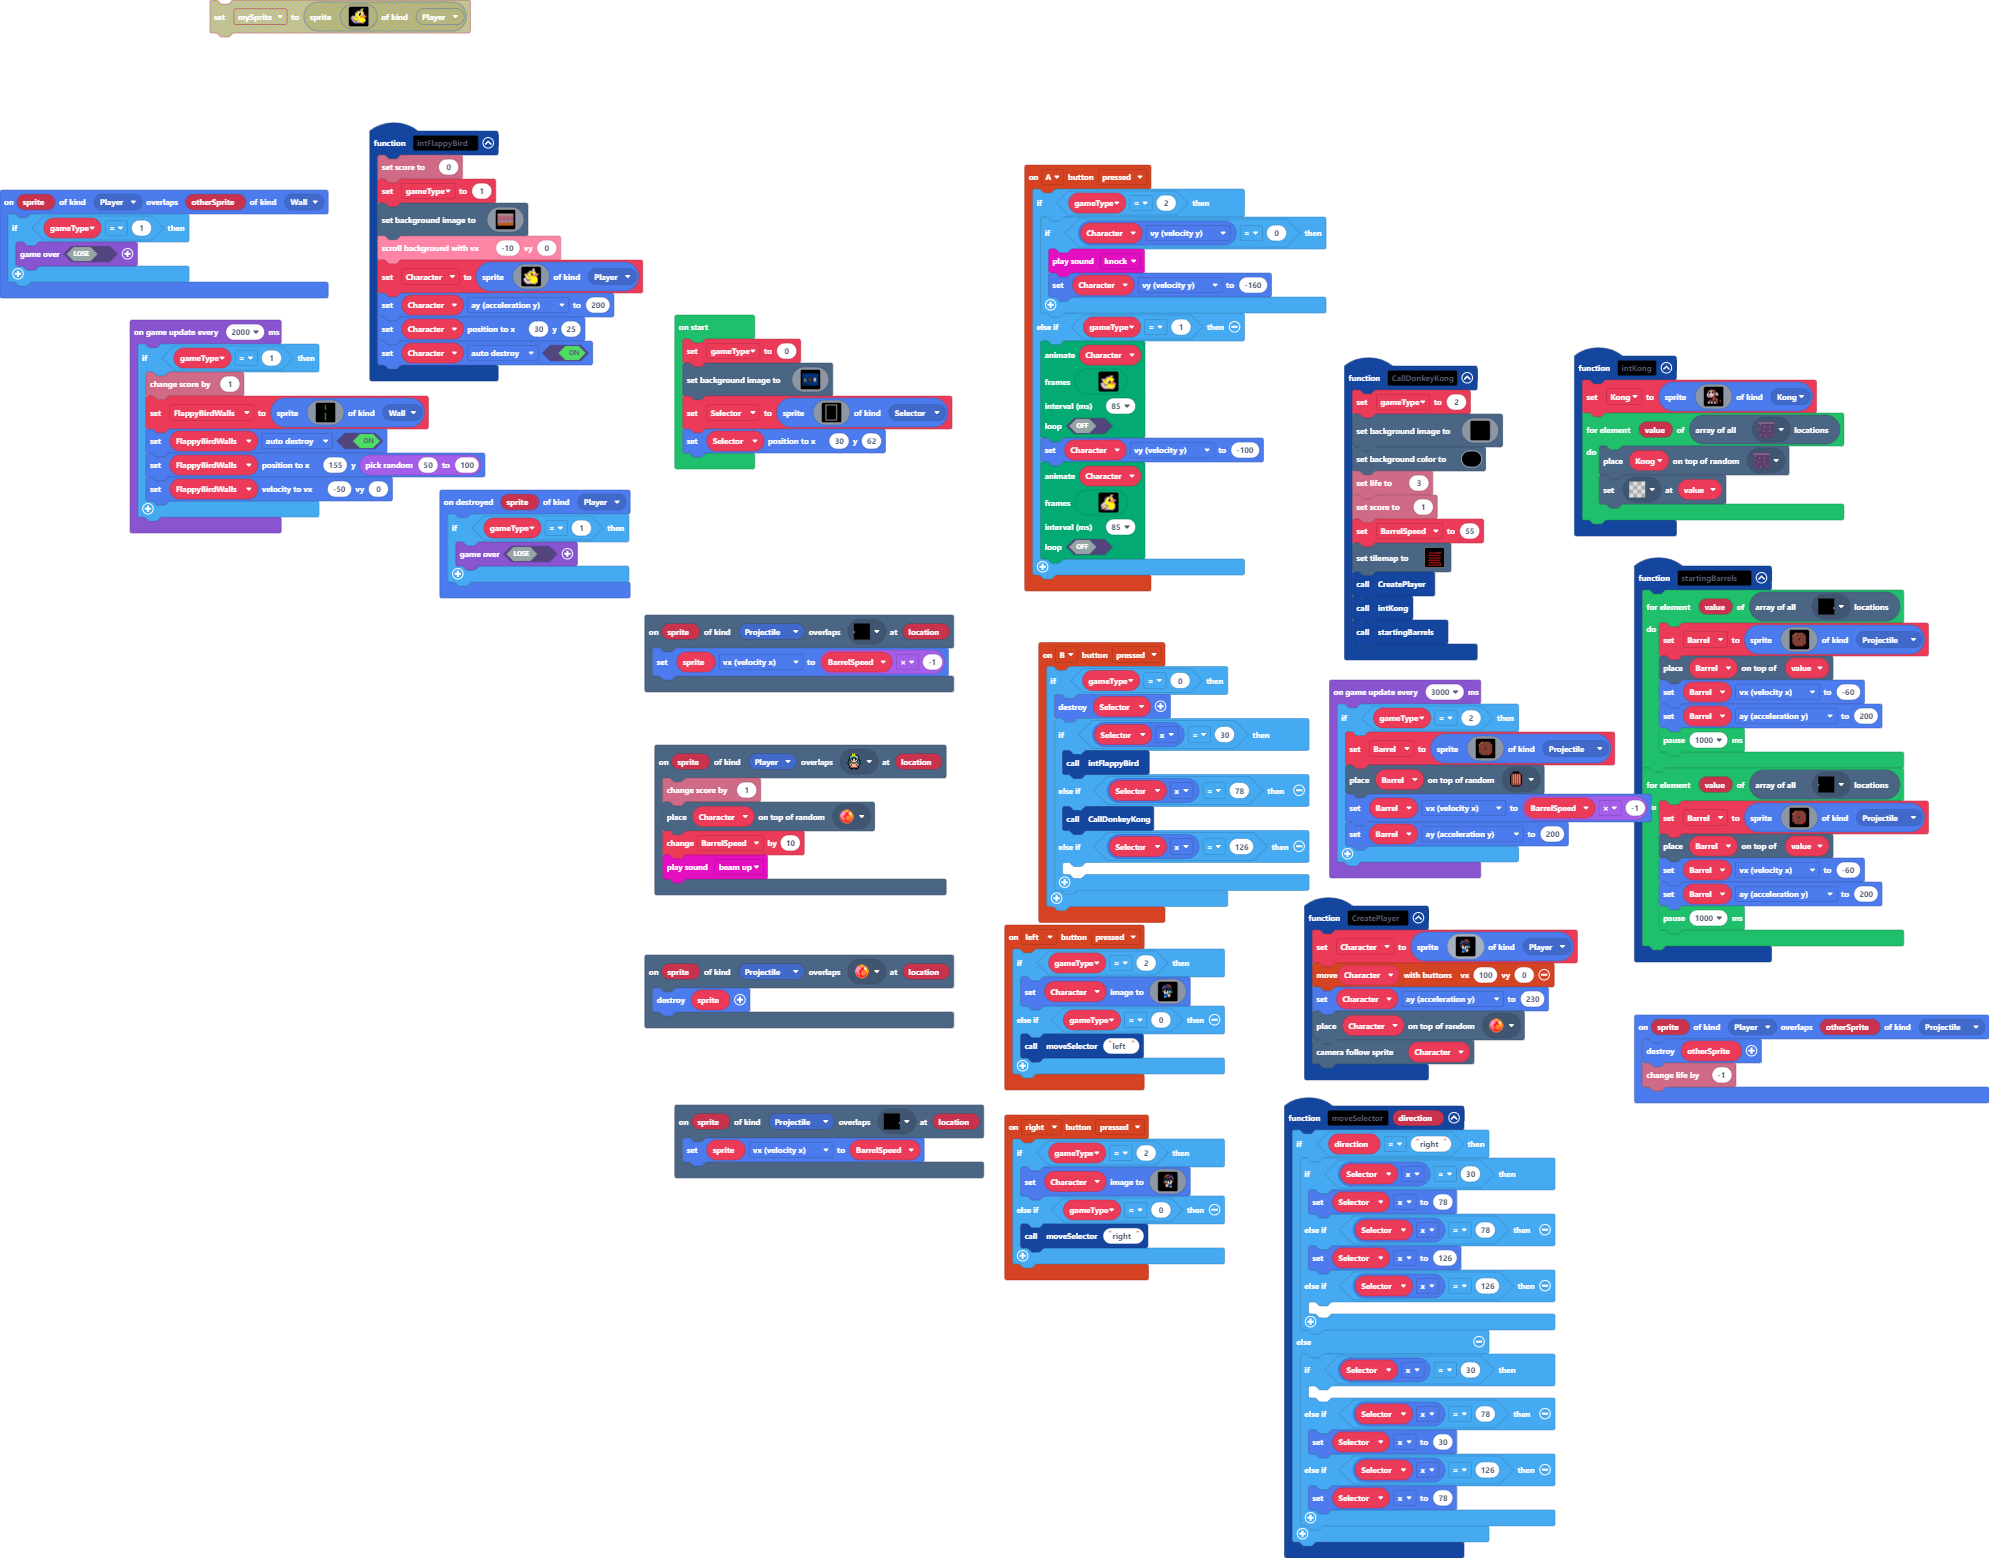 set mySprite to sprite of kind Player
function intFlappyBird
set score to 0
set gameType to 1
set background image to
scroll background with vx -10 vy 0
set Character to sprite of kind Player
set Character ay (acceleration y) to 200
set Character position to x 30 y 25
set Character auto destroy ON
on sprite of kind Player overlaps otherSprite of kind Wall
if gameType = 1 then
game over LOSE
on game update every 2000 ms
if gameType = 1 then
change score by 1
set FlappyBirdWalls to sprite of kind Wall
set FlappyBirdWalls auto destroy ON
set FlappyBirdWalls position to x 155 y pick random 50 to 100
set FlappyBirdWalls velocity to vx -50 vy 0
on destroyed sprite of kind Player
if gameType = 1 then
game over LOSE
on start
set gameType to 0
set background image to
set Selector to sprite of kind Selector
set Selector position to x 30 y 62
on sprite of kind Projectile overlaps at location
set sprite vx (velocity x) to BarrelSpeed × -1
on sprite of kind Player overlaps at location
change score by 1
place Character on top of random
change BarrelSpeed by 10
play sound beam up
on sprite of kind Projectile overlaps at location
destroy sprite
on sprite of kind Projectile overlaps at location
set sprite vx (velocity x) to BarrelSpeed
on A button pressed
if gameType = 2 then
if Character vy (velocity y) = 0 then
play sound knock
set Character vy (velocity y) to -160
else if gameType = 1 then
animate Character
frames
interval (ms) 85
loop OFF
set Character vy (velocity y) to -100
animate Character
frames
interval (ms) 85
loop OFF
on B button pressed
if gameType = 0 then
destroy Selector
if Selector x = 30 then
call intFlappyBird
else if Selector x = 78 then
call CallDonkeyKong
else if Selector x = 126 then
on left button pressed
if gameType = 2 then
set Character image to
else if gameType = 0 then
call moveSelector "left"
on right button pressed
if gameType = 2 then
set Character image to
else if gameType = 0 then
call moveSelector "right"
function CallDonkeyKong
set gameType to 2
set background image to
set background color to
set life to 3
set score to 1
set BarrelSpeed to 55
set tilemap to
call CreatePlayer
call intKong
call startingBarrels
on game update every 3000 ms
if gameType = 2 then
set Barrel to sprite of kind Projectile
place Barrel on top of random
set Barrel vx (velocity x) to BarrelSpeed × -1
set Barrel ay (acceleration y) to 200
function CreatePlayer
set Character to sprite of kind Player
move Character with buttons vx 100 vy 0
set Character ay (acceleration y) to 230
place Character on top of random
camera follow sprite Character
function moveSelector direction
if direction = "right" then
if Selector x = 30 then
set Selector x to 78
else if Selector x = 78 then
set Selector x to 126
else if Selector x = 126 then
else
if Selector x = 30 then
else if Selector x = 78 then
set Selector x to 30
else if Selector x = 126 then
set Selector x to 78
function intKong
set Kong to sprite of kind Kong
for element value of array of all locations
do
place Kong on top of random
set at value
function startingBarrels
for element value of array of all locations
do
set Barrel to sprite of kind Projectile
place Barrel on top of value
set Barrel vx (velocity x) to -60
set Barrel ay (acceleration y) to 200
pause 1000 ms
for element value of array of all locations
set Barrel to sprite of kind Projectile
place Barrel on top of value
set Barrel vx (velocity x) to -60
set Barrel ay (acceleration y) to 200
pause 1000 ms
on sprite of kind Player overlaps otherSprite of kind Projectile
destroy otherSprite
change life by -1